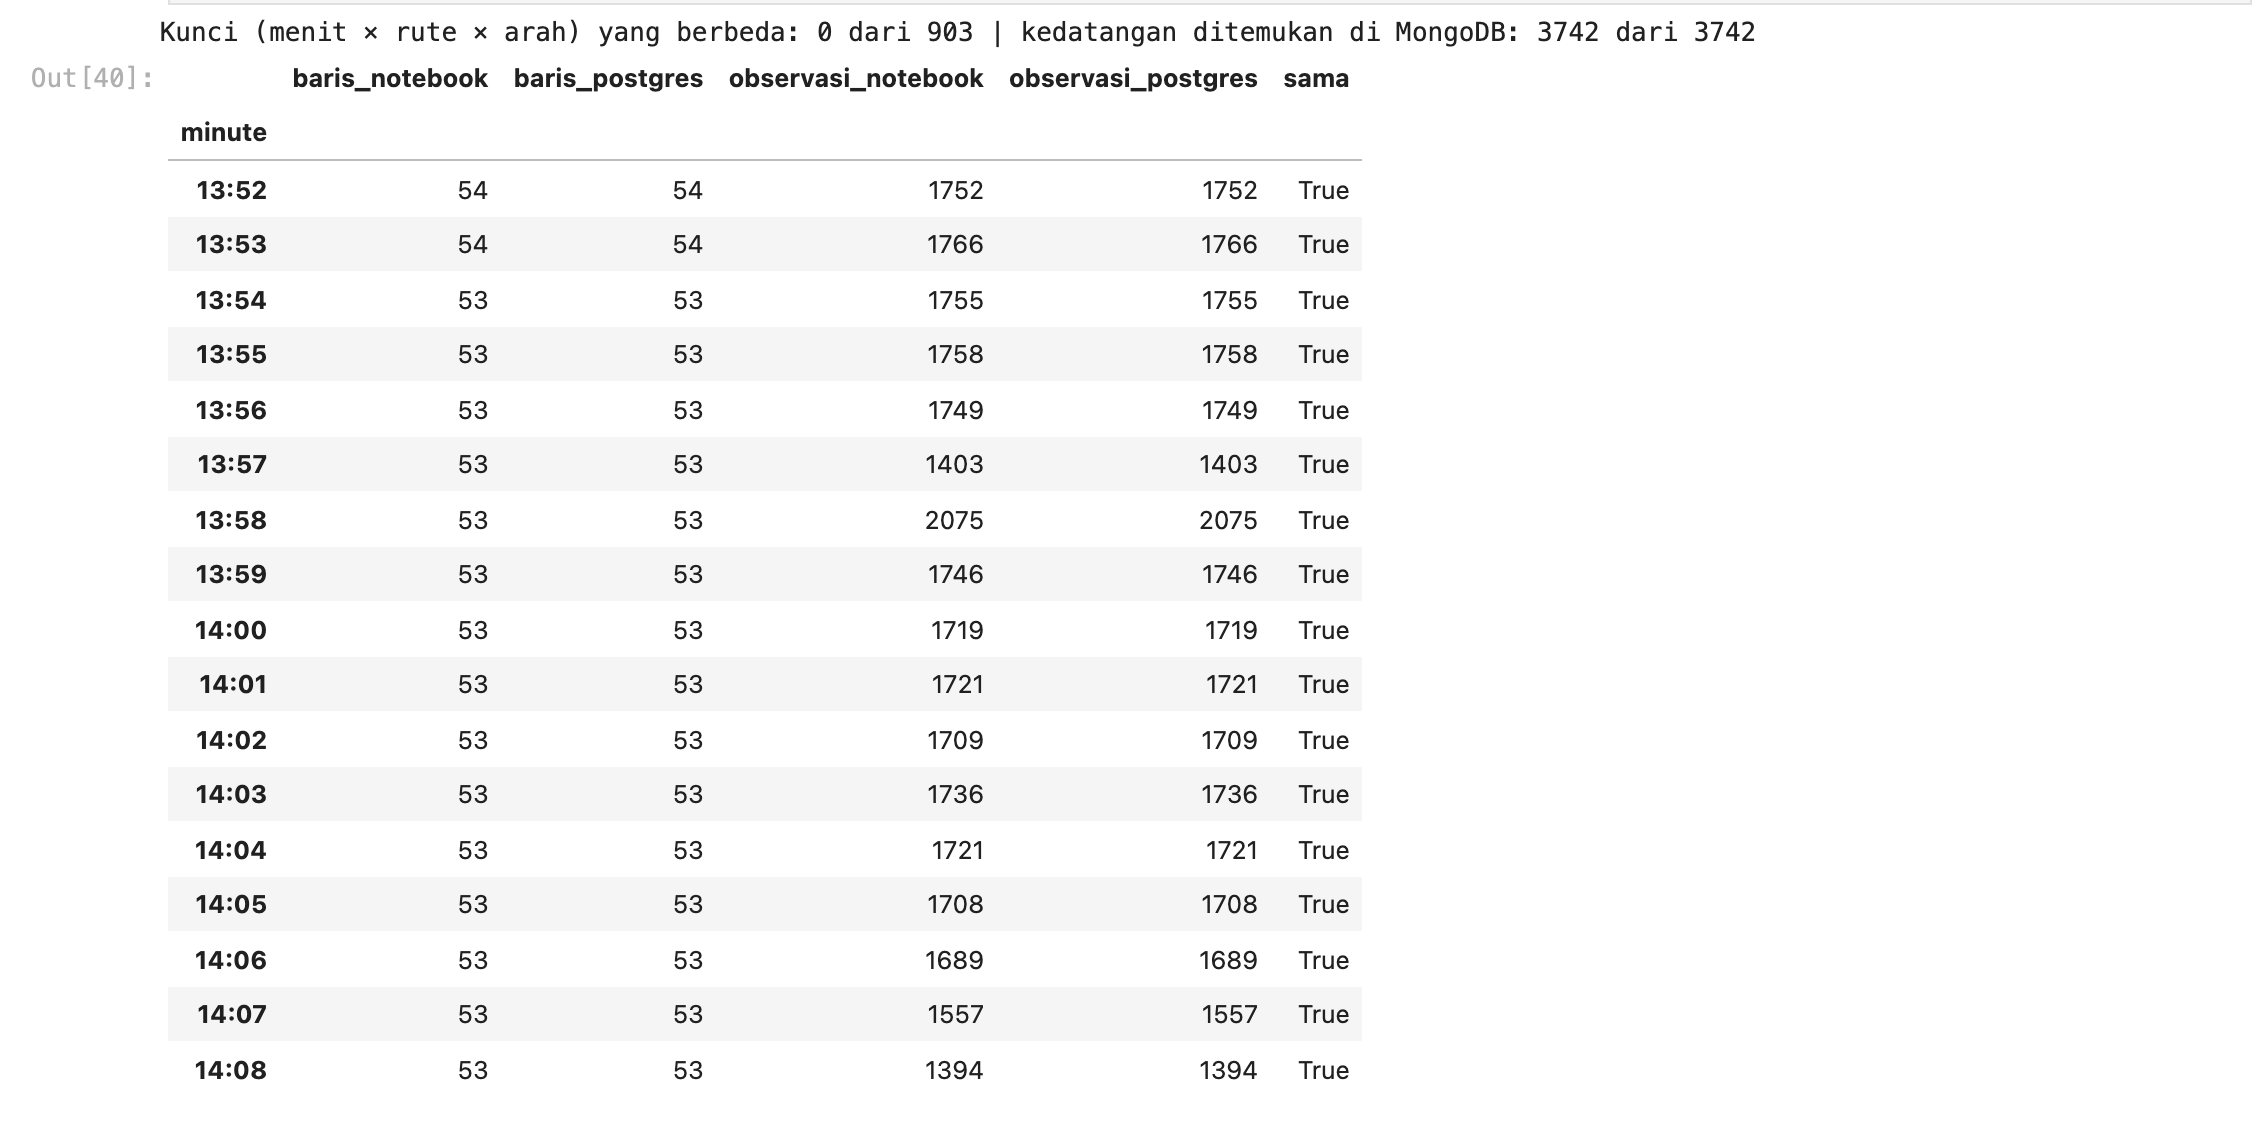 Kunci (menit × rute × arah) yang berbeda: 0 dari 903 | kedatangan ditemukan di MongoDB: 3742 dari 3742
Out[40]:
baris_notebook baris_postgres observasi_notebook observasi_postgres sama
minute
13:52 54 54 1752 1752 True
13:53 54 54 1766 1766 True
13:54 53 53 1755 1755 True
13:55 53 53 1758 1758 True
13:56 53 53 1749 1749 True
13:57 53 53 1403 1403 True
13:58 53 53 2075 2075 True
13:59 53 53 1746 1746 True
14:00 53 53 1719 1719 True
14:01 53 53 1721 1721 True
14:02 53 53 1709 1709 True
14:03 53 53 1736 1736 True
14:04 53 53 1721 1721 True
14:05 53 53 1708 1708 True
14:06 53 53 1689 1689 True
14:07 53 53 1557 1557 True
14:08 53 53 1394 1394 True